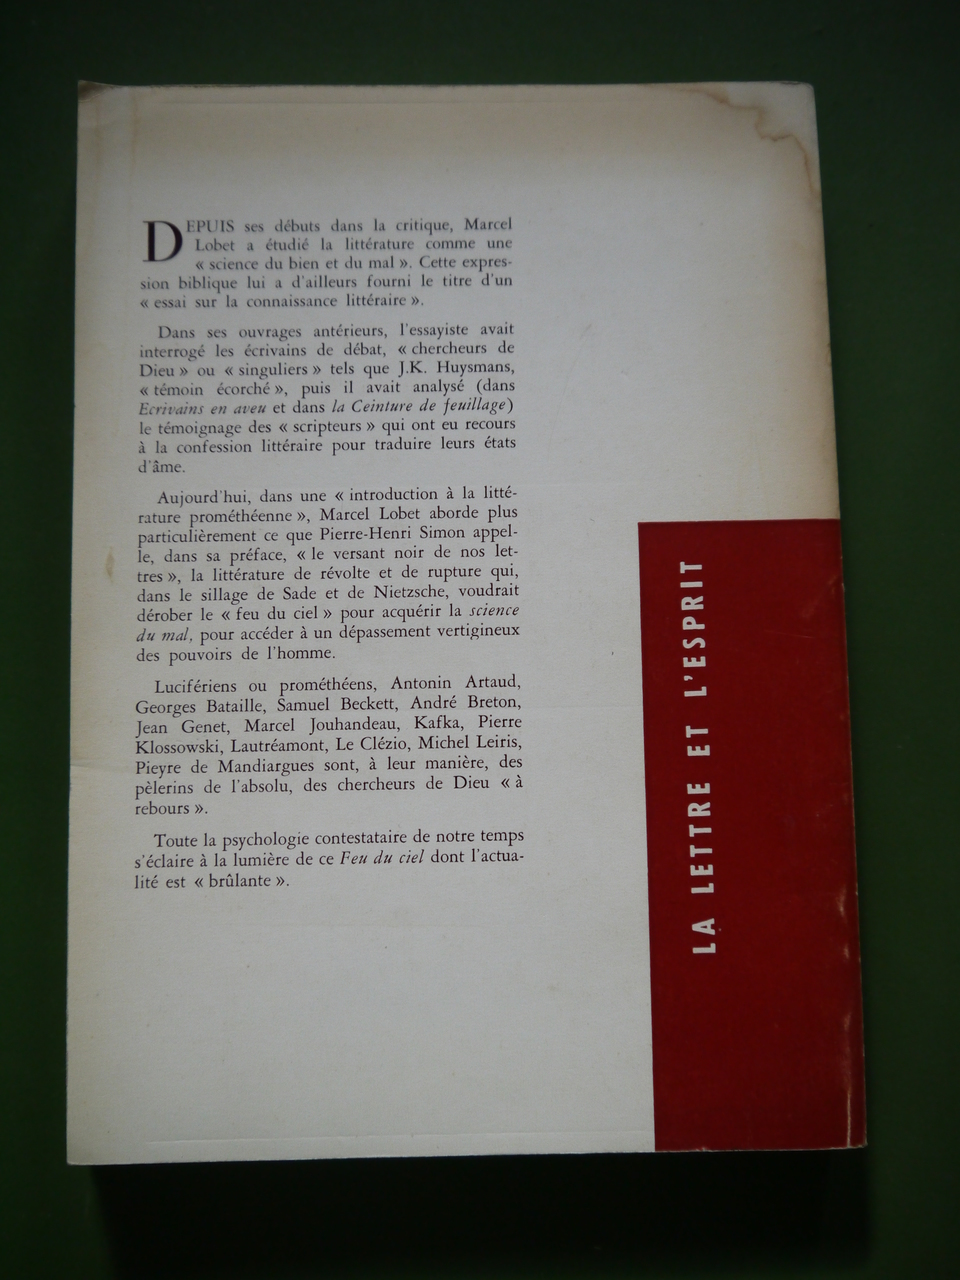 DEPUIS ses débuts dans la critique, Marcel
Lobet a étudié la littérature comme une
« science du bien et du mal ». Cette expres-
sion biblique lui a d'ailleurs fourni le titre d'un
« essai sur la connaissance littéraire ».
Dans ses ouvrages antérieurs, l'essayiste avait
interrogé les écrivains de débat, « chercheurs de
Dieu » ou « singuliers » tels que J.K. Huysmans,
« témoin écorché », puis il avait analysé (dans
Ecrivains en aveu et dans la Ceinture de feuillage)
le témoignage des « scripteurs » qui ont eu recours
à la confession littéraire pour traduire leurs états
d'âme.
Aujourd'hui, dans une « introduction à la litté-
rature prométhéenne », Marcel Lobet aborde plus
particulièrement ce que Pierre-Henri Simon appel-
le, dans sa préface, « le versant noir de nos let-
tres », la littérature de révolte et de rupture qui,
dans le sillage de Sade et de Nietzsche, voudrait
dérober le « feu du ciel » pour acquérir la science
du mal, pour accéder à un dépassement vertigineux
des pouvoirs de l'homme.
Lucifériens ou prométhéens, Antonin Artaud,
Georges Bataille, Samuel Beckett, André Breton,
Jean Genet, Marcel Jouhandeau, Kafka, Pierre
Klossowski, Lautréamont, Le Clézio, Michel Leiris,
Pieyre de Mandiargues sont, à leur manière, des
pèlerins de l'absolu, des chercheurs de Dieu « à
rebours ».
Toute la psychologie contestataire de notre temps
s'éclaire à la lumière de ce Feu du ciel dont l'actua-
lité est « brûlante ».
LA LETTRE ET L'ESPRIT